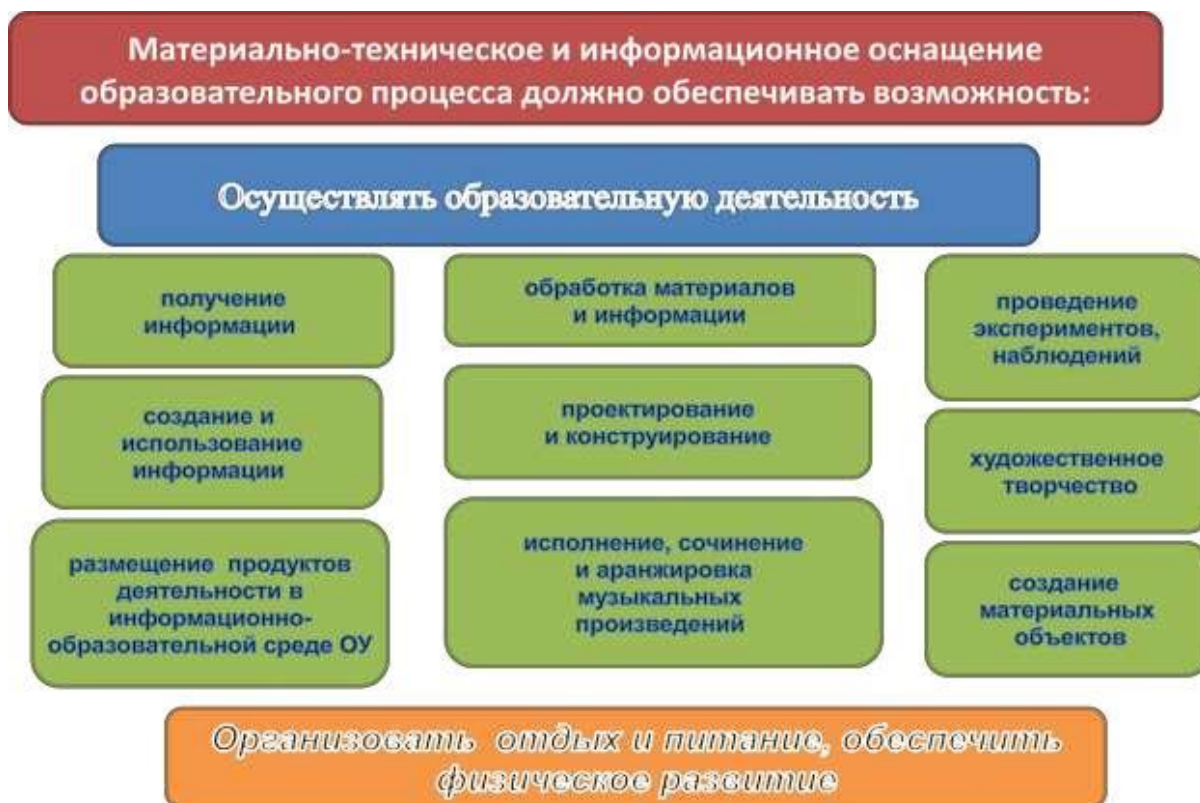 Материально-техническое и информационное оснащение
образовательного процесса должно обеспечивать возможность:
Осуществлять образовательную деятельность
получение
информации
создание и
использование
информации
размещение продуктов
деятельности в
информационно-
образовательной среде ОУ
обработка материалов
и информации
проектирование
и конструирование
исполнение, сочинение
и аранжировка
музыкальных
произведений
проведение
экспериментов,
наблюдений
художественное
творчество
создание
материальных
объектов
Организовать отдых и питание, обеспечить
физическое развитие